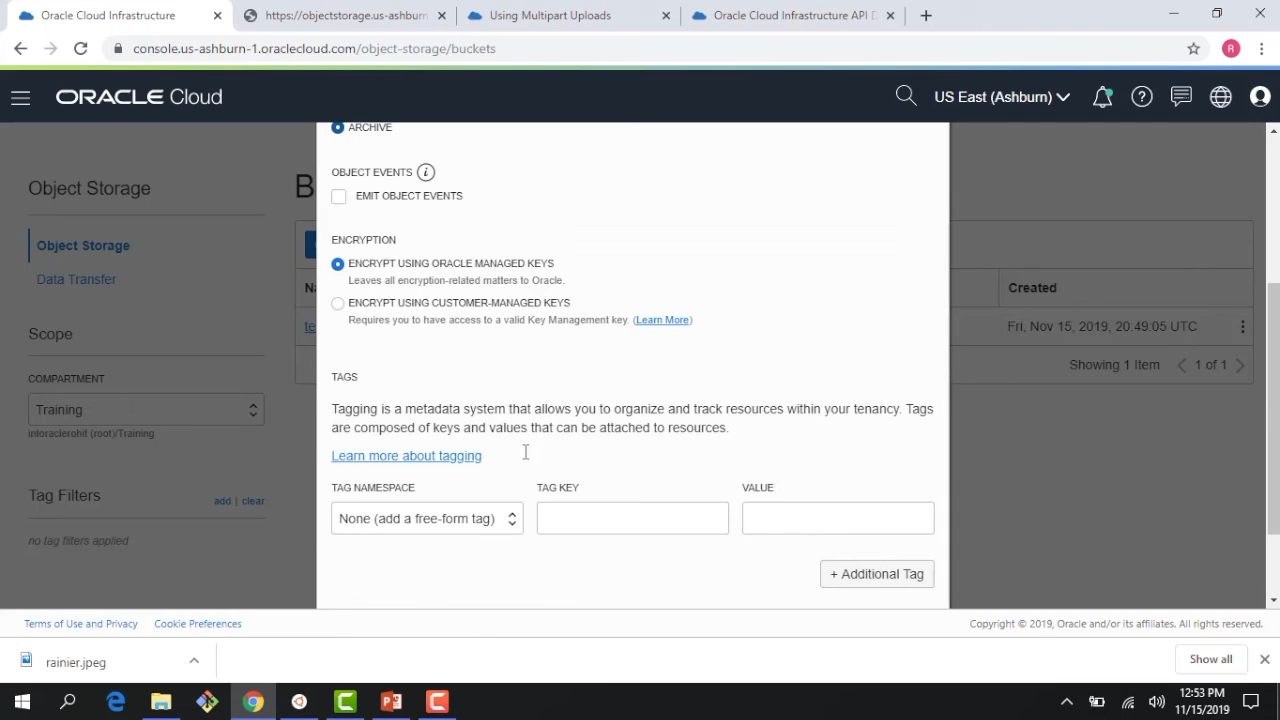 Oracle Cloud Infrastructure
https://objectstorage.us-ashburn
Using Multipart Uploads
Oracle Cloud Infrastructure API D
console.us-ashburn-1.oraclecloud.com/object-storage/buckets
R
ORACLE Cloud
US East (Ashburn)
ARCHIVE
Object Storage
B
OBJECT EVENTS
EMIT OBJECT EVENTS
Object Storage
Data Transfer
ENCRYPTION
ENCRYPT USING ORACLE MANAGED KEYS
Leaves all encryption-related matters to Oracle.
ENCRYPT USING CUSTOMER-MANAGED KEYS
Requires you to have access to a valid Key Management key. (Learn More)
Na
Created
te
Fri, Nov 15, 2019, 20:49:05 UTC
Showing 1 Item
1 of 1
Scope
COMPARTMENT
Training
intoraclerohit (root)/Training
TAGS
Tagging is a metadata system that allows you to organize and track resources within your tenancy. Tags
are composed of keys and values that can be attached to resources.
Learn more about tagging
Tag Filters
add | clear
no tag filters applied
TAG NAMESPACE
TAG KEY
VALUE
None (add a free-form tag)
+ Additional Tag
Terms of Use and Privacy
Cookie Preferences
Copyright © 2019, Oracle and/or its affiliates. All rights reserved.
rainier.jpeg
Show all
12:53 PM
11/15/2019